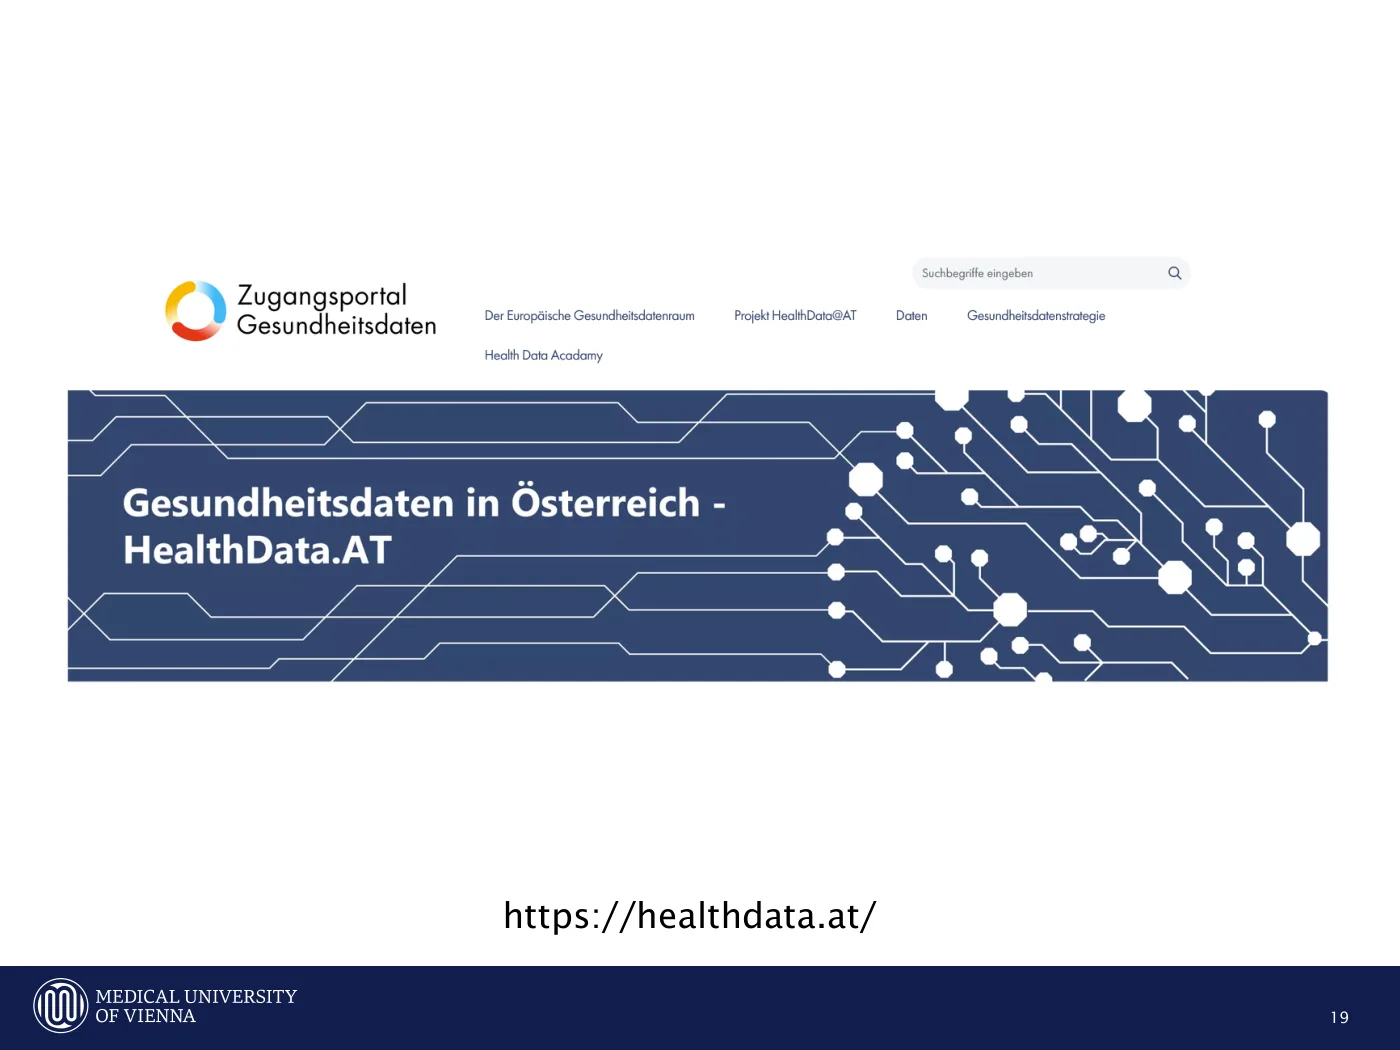 Suchbegriffe eingeben
Zugangsportal
Gesundheitsdaten
Der Europäische Gesundheitsdatenraum
Projekt HealthData@AT
Daten
Gesundheitsdatenstrategie
Health Data Acadamy
Gesundheitsdaten in Österreich -
HealthData.AT
https://healthdata.at/
MEDICAL UNIVERSITY
OF VIENNA
19